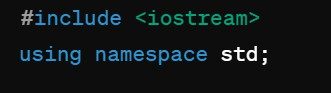 #include <iostream>
using namespace std;